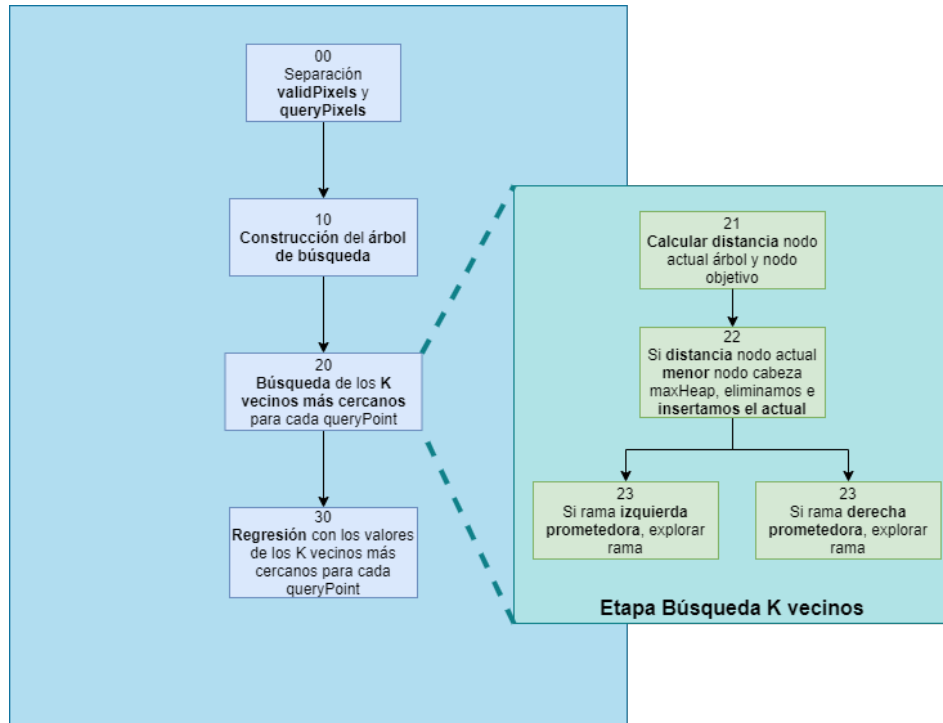 00
Separación
validPixels y
queryPixels
10
Construcción del árbol
de búsqueda
20
Búsqueda de los K
vecinos más cercanos
para cada queryPoint
30
Regresión con los valores
de los K vecinos más
cercanos para cada
queryPoint
21
Calcular distancia nodo
actual árbol y nodo
objetivo
22
Si distancia nodo actual
menor nodo cabeza
maxHeap, eliminamos e
insertamos el actual
23
Si rama izquierda
prometedora, explorar
rama
23
Si rama derecha
prometedora, explorar
rama
Etapa Búsqueda K vecinos